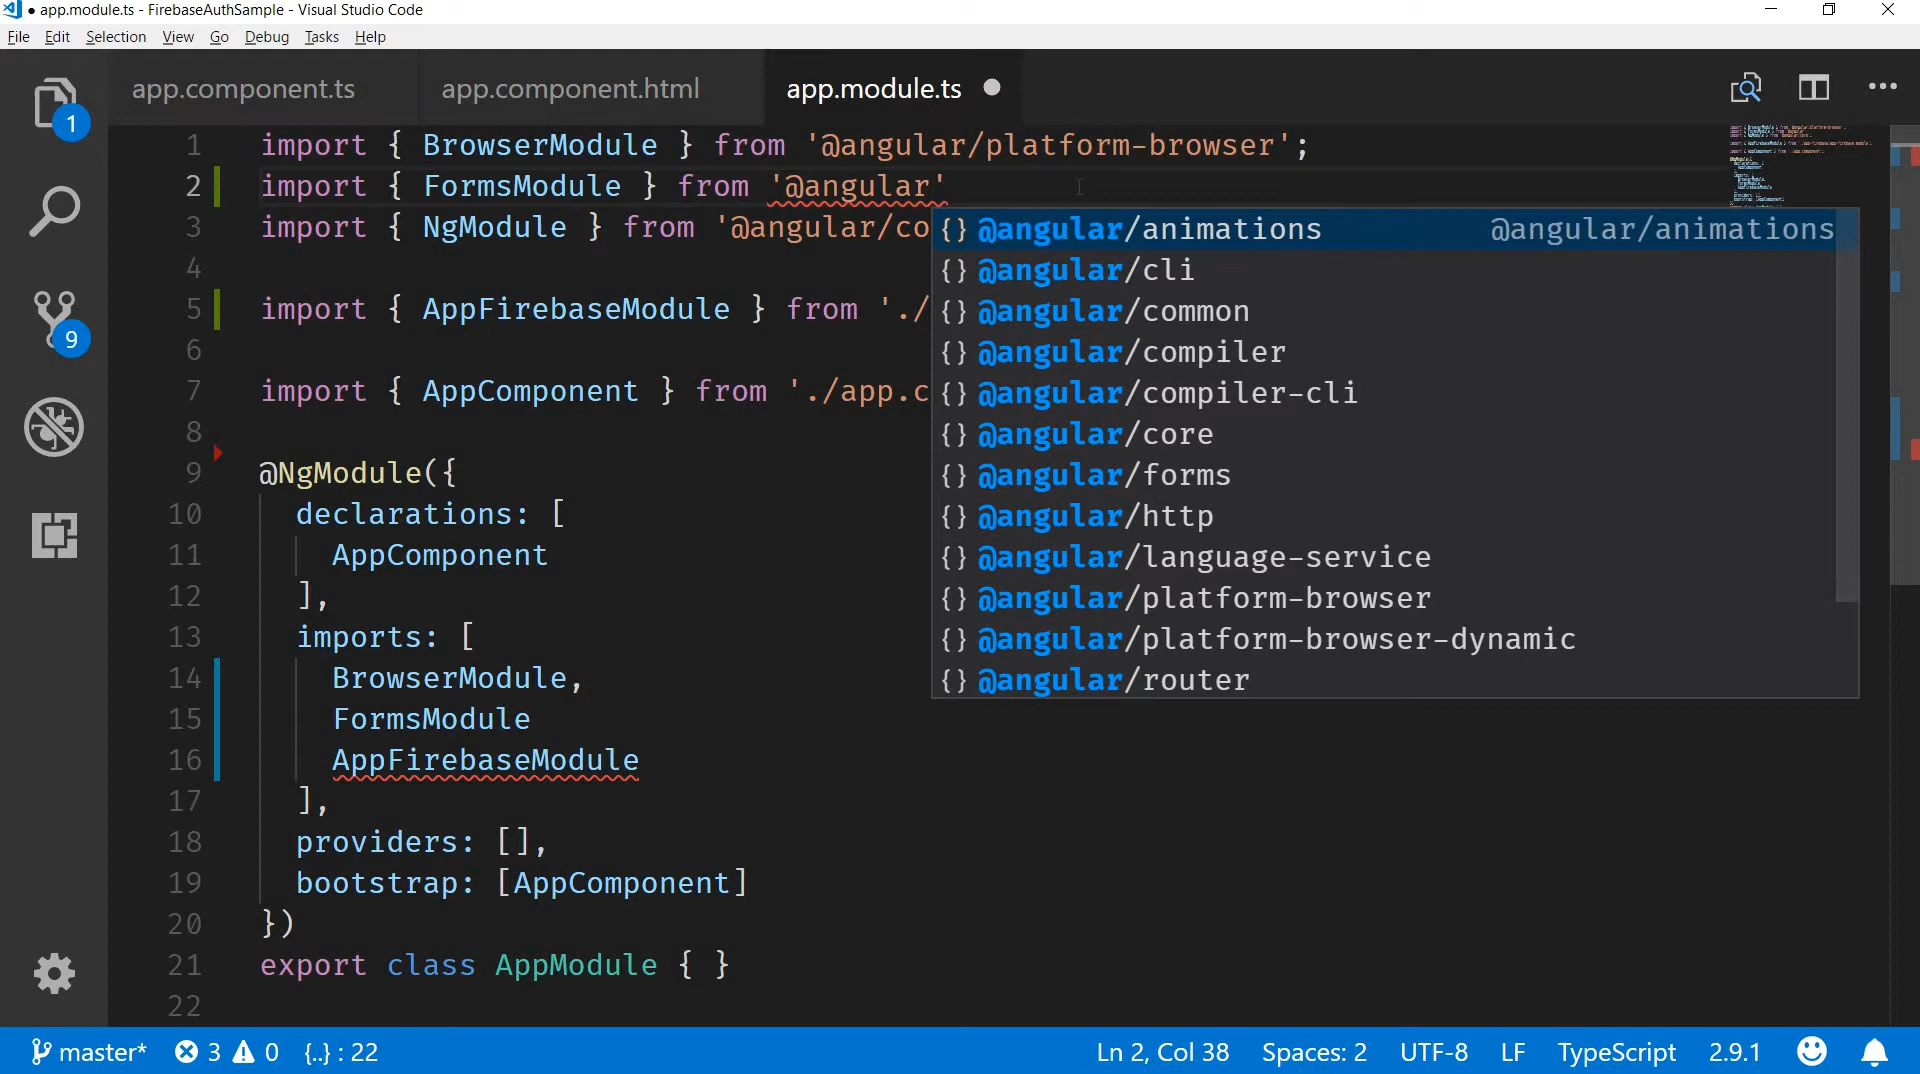 ● app.module.ts - FirebaseAuthSample - Visual Studio Code
File Edit Selection View Go Debug Tasks Help
app.component.ts app.component.html app.module.ts
1
9
1 import { BrowserModule } from '@angular/platform-browser';
2 import { FormsModule } from '@angular'
3 import { NgModule } from '@angular/co
4
5 import { AppFirebaseModule } from './
6
7 import { AppComponent } from './app.c
8
9 @NgModule({
10 declarations: [
11 AppComponent
12 ],
13 imports: [
14 BrowserModule,
15 FormsModule
16 AppFirebaseModule
17 ],
18 providers: [],
19 bootstrap: [AppComponent]
20 })
21 export class AppModule { }
22
{} @angular/animations @angular/animations
{} @angular/cli
{} @angular/common
{} @angular/compiler
{} @angular/compiler-cli
{} @angular/core
{} @angular/forms
{} @angular/http
{} @angular/language-service
{} @angular/platform-browser
{} @angular/platform-browser-dynamic
{} @angular/router
master* 3 0 {..} : 22 Ln 2, Col 38 Spaces: 2 UTF-8 LF TypeScript 2.9.1